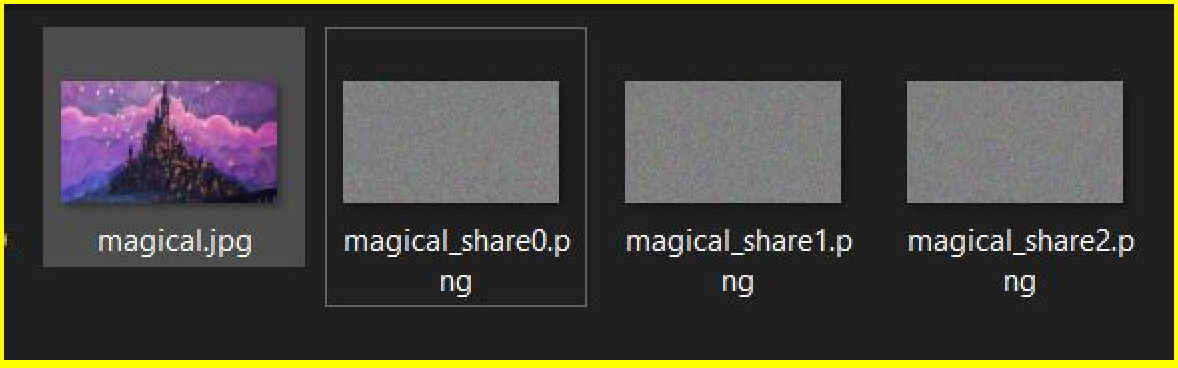 magical.jpg
magical_share0.p
ng
magical_share1.p
ng
magical_share2.p
ng